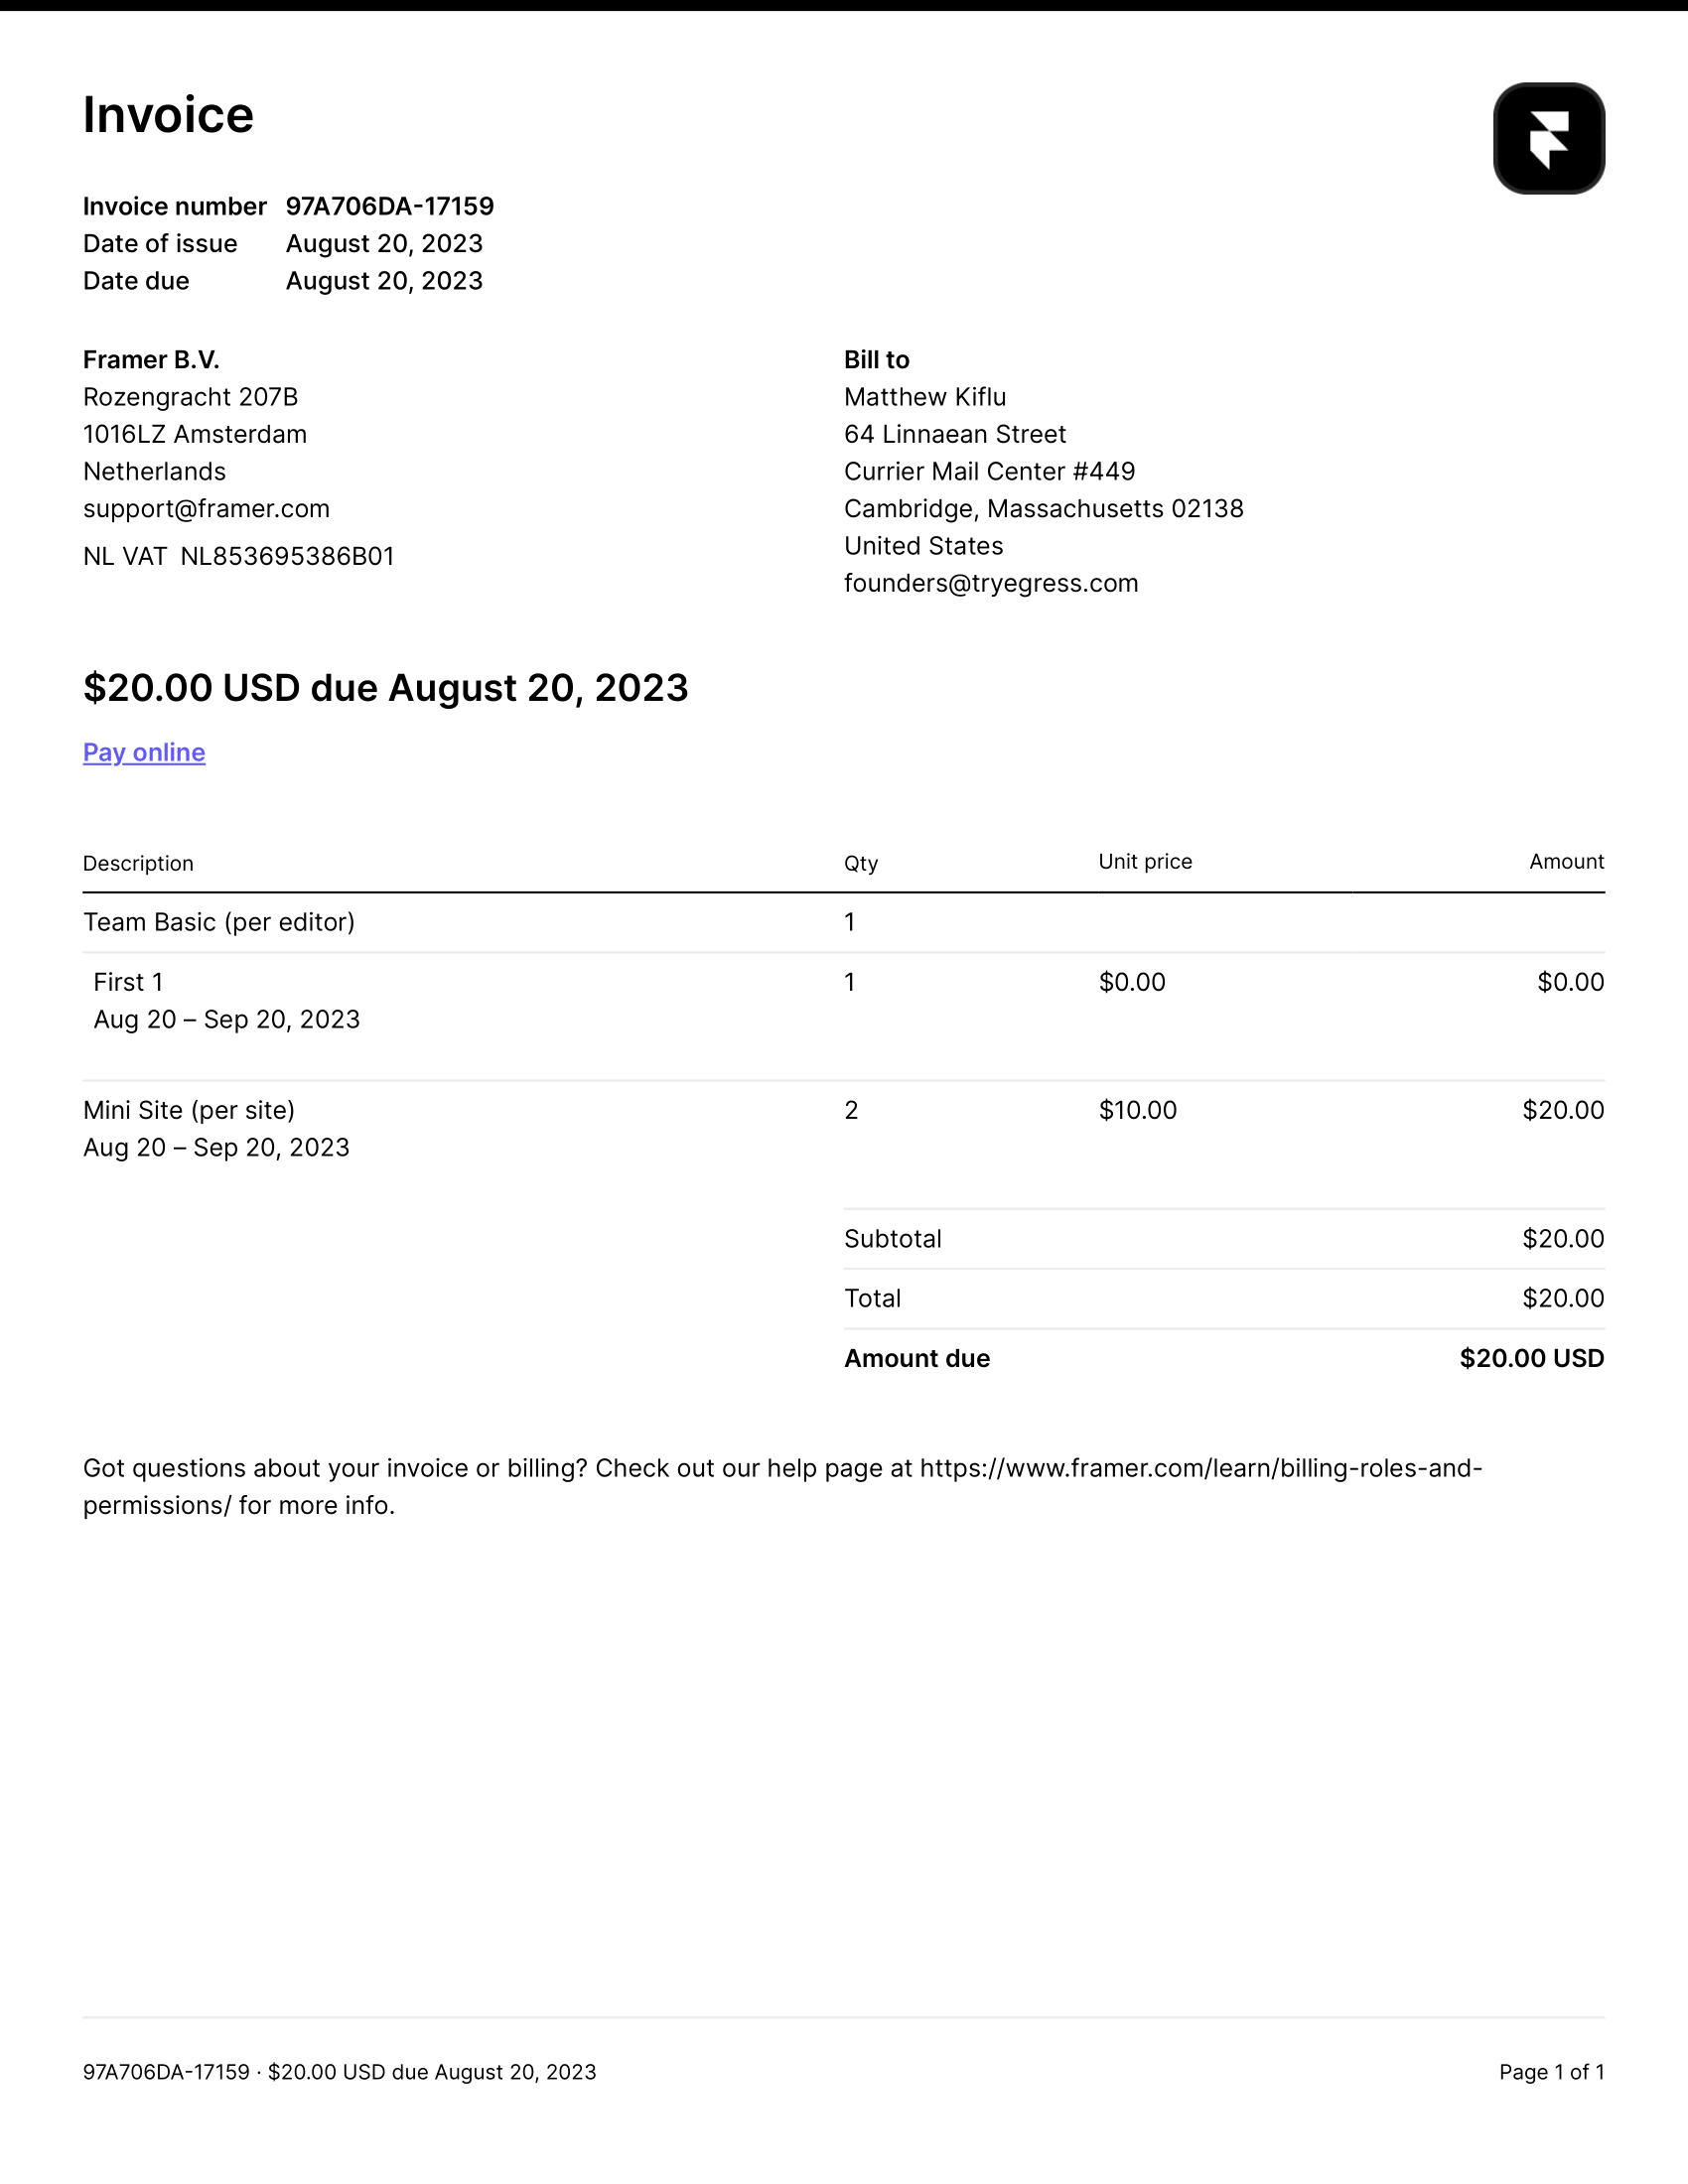 Invoice
Invoice number 97A706DA-17159
Date of issue August 20, 2023
Date due August 20, 2023
Framer B.V.
Rozengracht 207B
1016LZ Amsterdam
Netherlands
support@framer.com
NL VAT NL853695386B01
Bill to
Matthew Kiflu
64 Linnaean Street
Currier Mail Center #449
Cambridge, Massachusetts 02138
United States
founders@tryegress.com
$20.00 USD due August 20, 2023
Pay online
Description Qty Unit price Amount
Team Basic (per editor) 1
First 1 1 $0.00 $0.00
Aug 20 – Sep 20, 2023
Mini Site (per site) 2 $10.00 $20.00
Aug 20 – Sep 20, 2023
Subtotal $20.00
Total $20.00
Amount due $20.00 USD
Got questions about your invoice or billing? Check out our help page at https://www.framer.com/learn/billing-roles-and-
permissions/ for more info.
97A706DA-17159 · $20.00 USD due August 20, 2023 Page 1 of 1